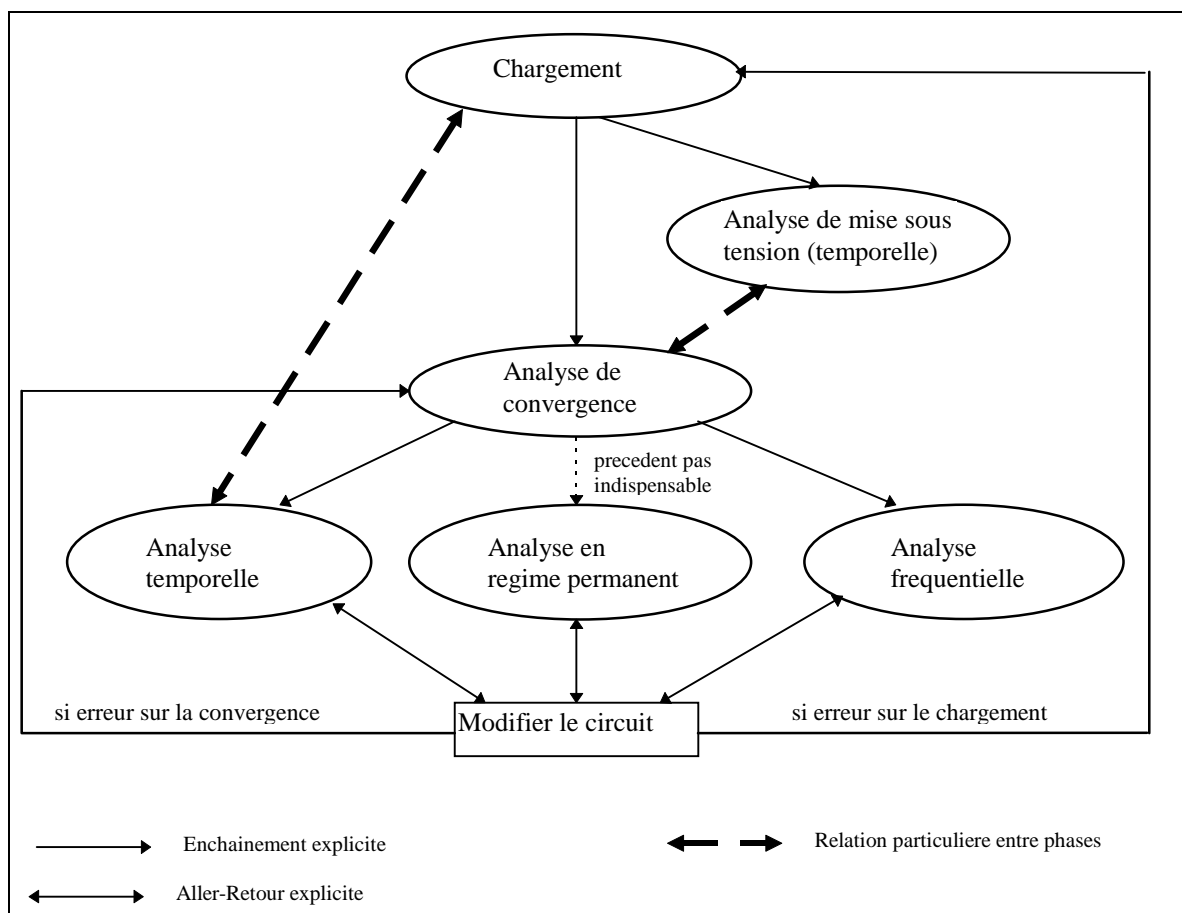 Chargement
Analyse de mise sous
tension (temporelle)
Analyse de
convergence
precedent pas
indispensable
Analyse
temporelle
Analyse en
regime permanent
Analyse
frequentielle
si erreur sur la convergence
Modifier le circuit
si erreur sur le chargement
Enchainement explicite
Relation particuliere entre phases
Aller-Retour explicite